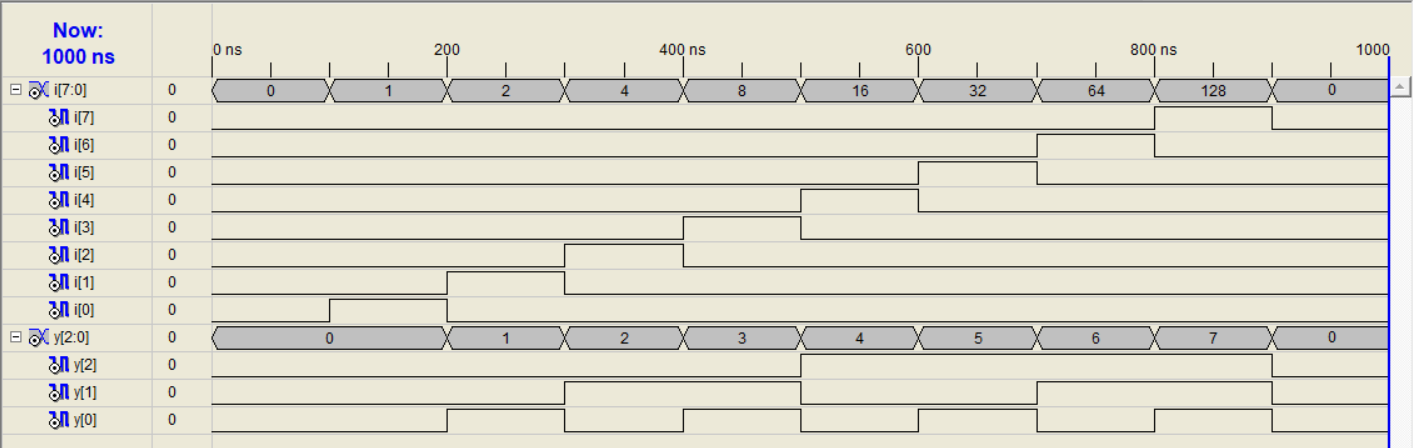 Now:
1000 ns
0 ns 200 400 ns 600 800 ns 1000
i[7:0] 0 0 1 2 4 8 16 32 64 128 0
i[7] 0
i[6] 0
i[5] 0
i[4] 0
i[3] 0
i[2] 0
i[1] 0
i[0] 0
y[2:0] 0 0 1 2 3 4 5 6 7 0
y[2] 0
y[1] 0
y[0] 0